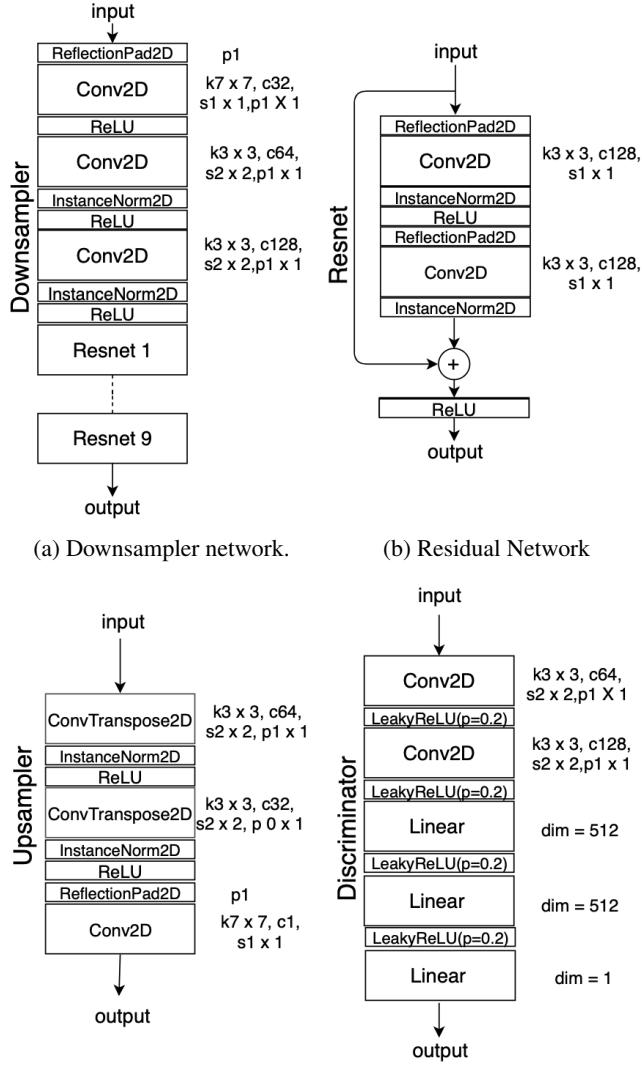 input
ReflectionPad2D p1
Conv2D k7 x 7, c32,
s1 x 1,p1 X 1
ReLU
Conv2D k3 x 3, c64,
s2 x 2,p1 x 1
InstanceNorm2D
ReLU
Conv2D k3 x 3, c128,
s2 x 2,p1 x 1
InstanceNorm2D
ReLU
Resnet 1
Resnet 9
output
Downsampler
(a) Downsampler network.
input
ReflectionPad2D
Conv2D k3 x 3, c128,
s1 x 1
InstanceNorm2D
ReLU
ReflectionPad2D
Conv2D k3 x 3, c128,
s1 x 1
InstanceNorm2D
+
ReLU
output
Resnet
(b) Residual Network
input
ConvTranspose2D k3 x 3, c64,
s2 x 2, p1 x 1
InstanceNorm2D
ReLU
ConvTranspose2D k3 x 3, c32,
s2 x 2, p 0 x 1
InstanceNorm2D
ReLU
ReflectionPad2D p1
Conv2D k7 x 7, c1,
s1 x 1
output
Upsampler
input
Conv2D k3 x 3, c64,
s2 x 2,p1 X 1
LeakyReLU(p=0.2)
Conv2D k3 x 3, c128,
s2 x 2,p1 x 1
LeakyReLU(p=0.2)
Linear dim = 512
LeakyReLU(p=0.2)
Linear dim = 512
LeakyReLU(p=0.2)
Linear dim = 1
output
Discriminator